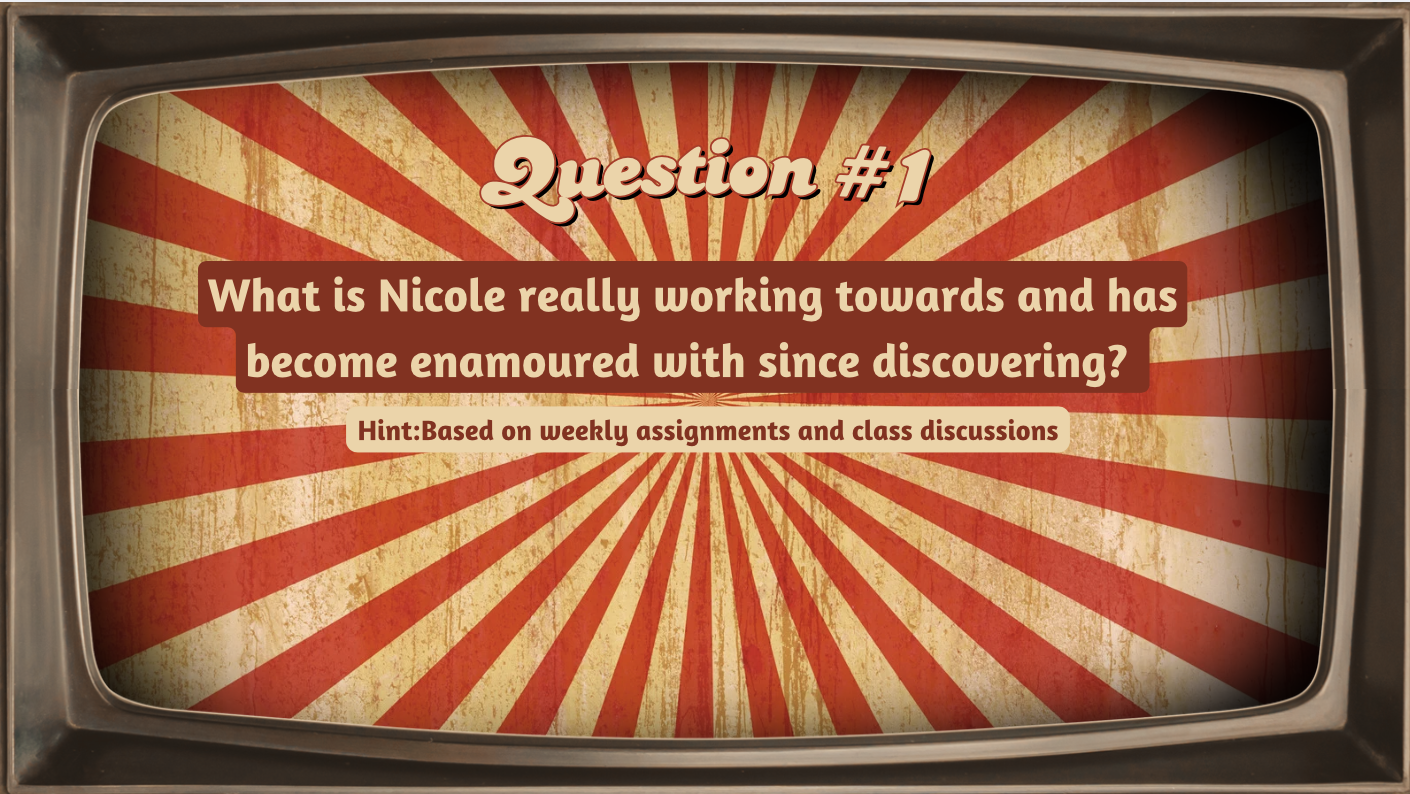 Question #1
What is Nicole really working towards and has
become enamoured with since discovering?
Hint:Based on weekly assignments and class discussions